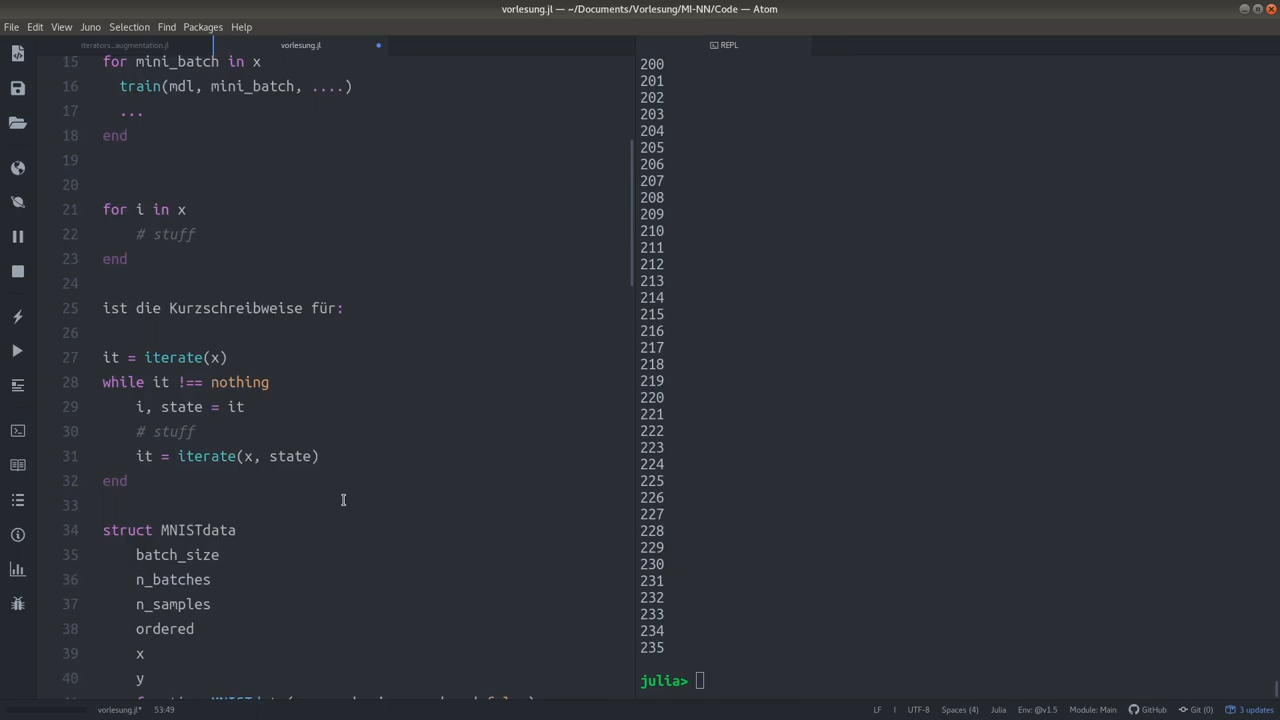 vorlesung.jl — ~/Documents/Vorlesung/MI-NN/Code — Atom
File Edit View Juno Selection Find Packages Help
iterators_augmentation.jl vorlesung.jl REPL
15 for mini_batch in x
16 train(mdl, mini_batch, ....)
17 ...
18 end
19
20
21 for i in x
22 # stuff
23 end
24
25 ist die Kurzschreibweise für:
26
27 it = iterate(x)
28 while it !== nothing
29 i, state = it
30 # stuff
31 it = iterate(x, state)
32 end
33
34 struct MNISTdata
35 batch_size
36 n_batches
37 n_samples
38 ordered
39 x
40 y
200
201
202
203
204
205
206
207
208
209
210
211
212
213
214
215
216
217
218
219
220
221
222
223
224
225
226
227
228
229
230
231
232
233
234
235
julia>
vorlesung.jl* 53:49 LF UTF-8 Spaces (4) Julia Env: @v1.5 Module: Main GitHub Git (0) 3 updates